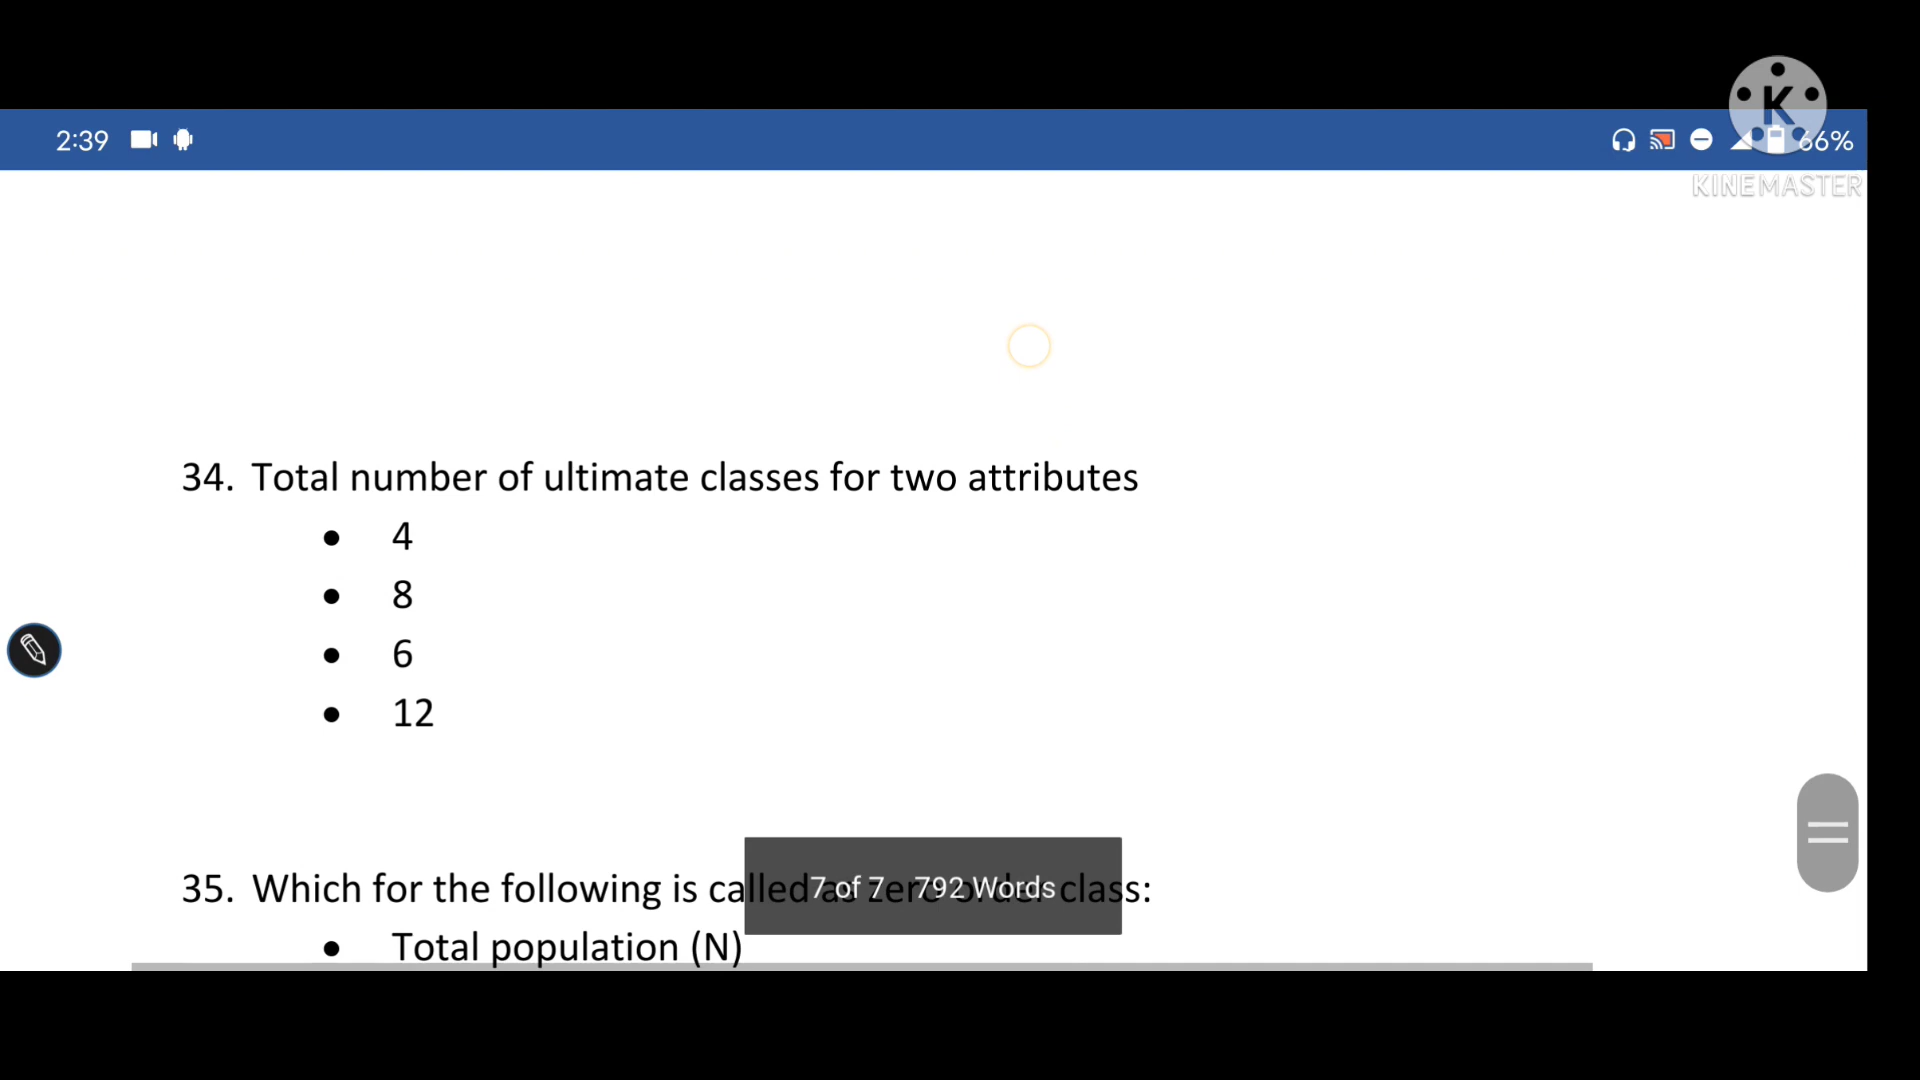 2:39
66%
K
KINEMASTER
34. Total number of ultimate classes for two attributes
• 4
• 8
• 6
• 12
35. Which for the following is called as zero order class:
7 of 7 792 Words
• Total population (N)